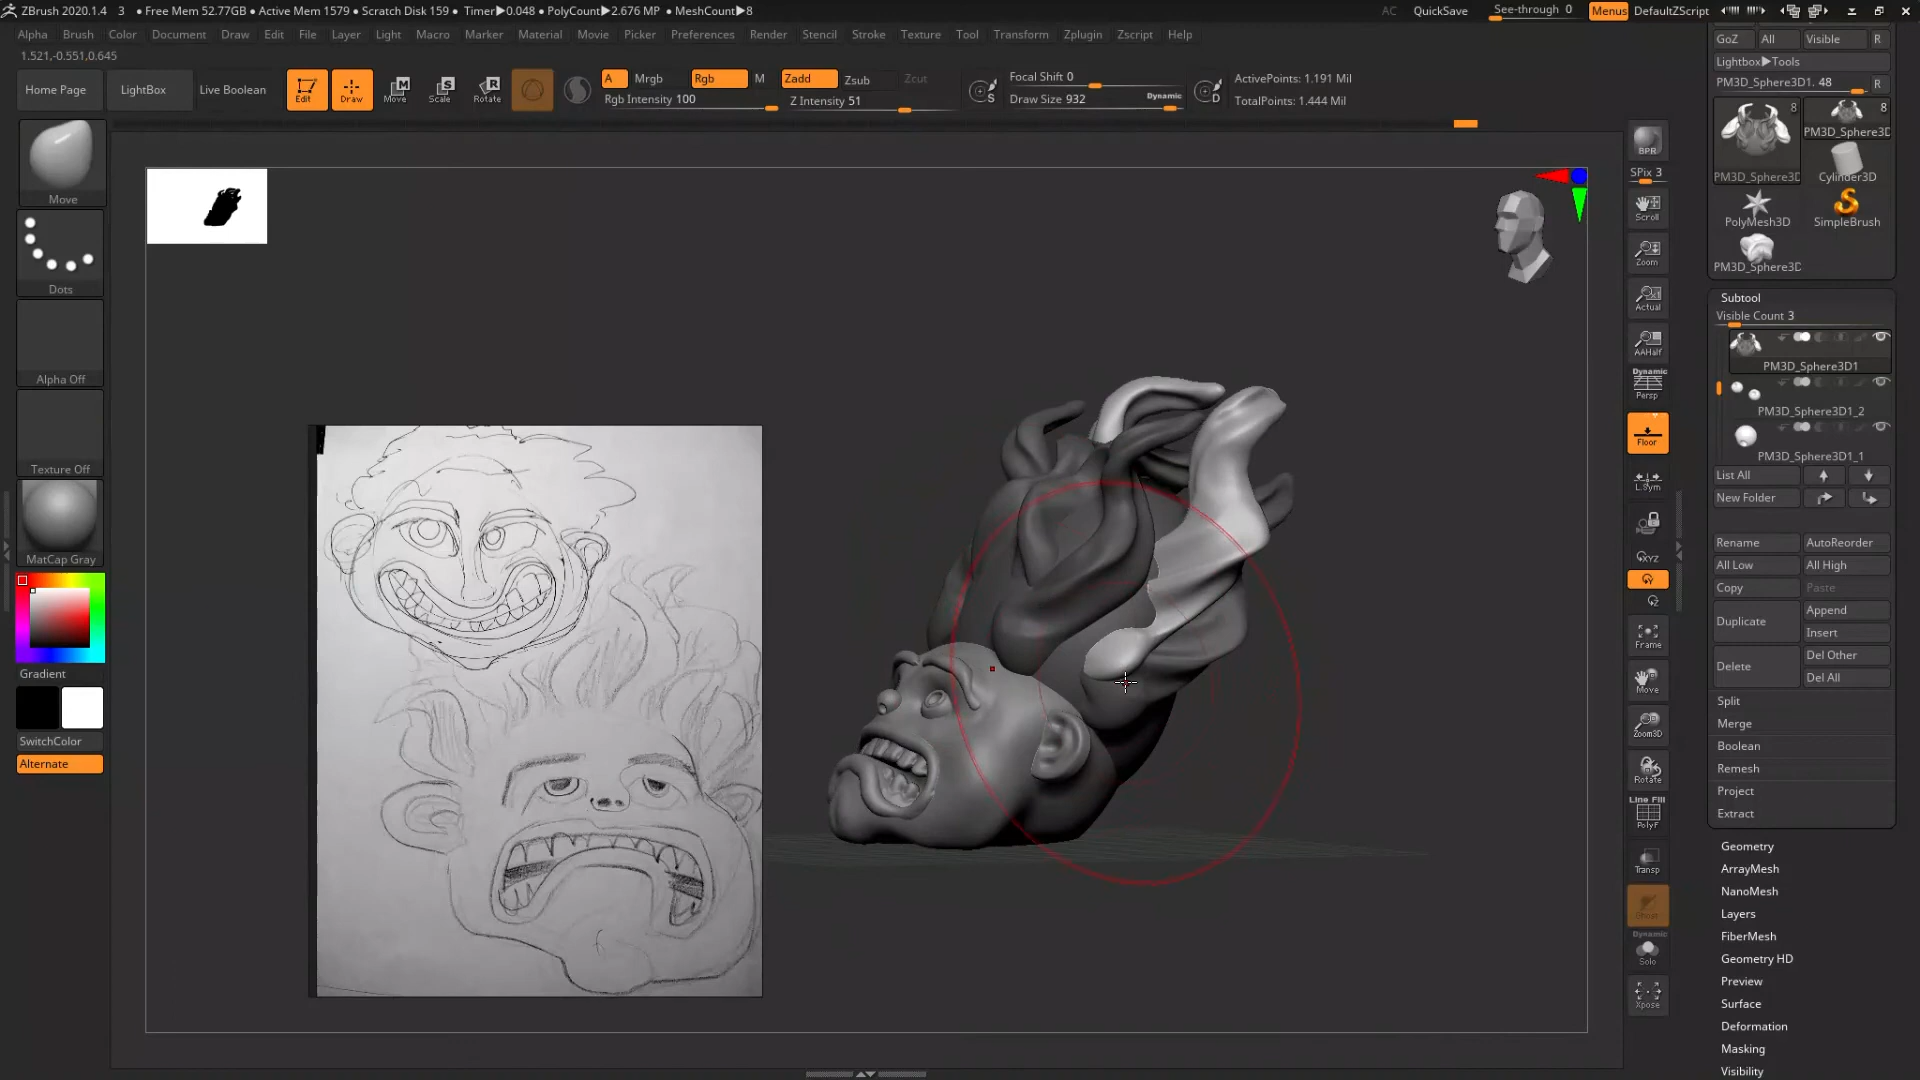 ZBrush 2020.1.4 3 • Free Mem 52.77GB • Active Mem 1579 • Scratch Disk 159 • Timer▶0.048 • PolyCount▶2.676 MP • MeshCount▶8
AC QuickSave See-through 0 Menus DefaultZScript
Alpha Brush Color Document Draw Edit File Layer Light Macro Marker Material Movie Picker Preferences Render Stencil Stroke Texture Tool Transform Zplugin Zscript Help
1.521,-0.551,0.645
Home Page LightBox Live Boolean
Edit Draw Move Scale Rotate
A Mrgb Rgb M Zadd Zsub Zcut
Rgb Intensity 100 Z Intensity 51
S
Focal Shift 0
Draw Size 932 Dynamic
D
ActivePoints: 1.191 Mil
TotalPoints: 1.444 Mil
Move
Dots
Alpha Off
Texture Off
MatCap Gray
Gradient
SwitchColor
Alternate
BPR
SPix 3
Scroll
Zoom
Actual
AAHalf
Dynamic
Persp
Floor
L.Sym
XYZ
Y
Z
Frame
Move
Zoom3D
Rotate
Line Fill
PolyF
Transp
Ghost
Dynamic
Solo
Xpose
GoZ All Visible R
Lightbox▶Tools
PM3D_Sphere3D1. 48 R
8 8
PM3D_Sphere3D
PM3D_Sphere3D Cylinder3D
PolyMesh3D SimpleBrush
PM3D_Sphere3D
Subtool
Visible Count 3
PM3D_Sphere3D1
PM3D_Sphere3D1_2
PM3D_Sphere3D1_1
List All
New Folder
Rename AutoReorder
All Low All High
Copy Paste
Duplicate Append
Insert
Delete Del Other
Del All
Split
Merge
Boolean
Remesh
Project
Extract
Geometry
ArrayMesh
NanoMesh
Layers
FiberMesh
Geometry HD
Preview
Surface
Deformation
Masking
Visibility